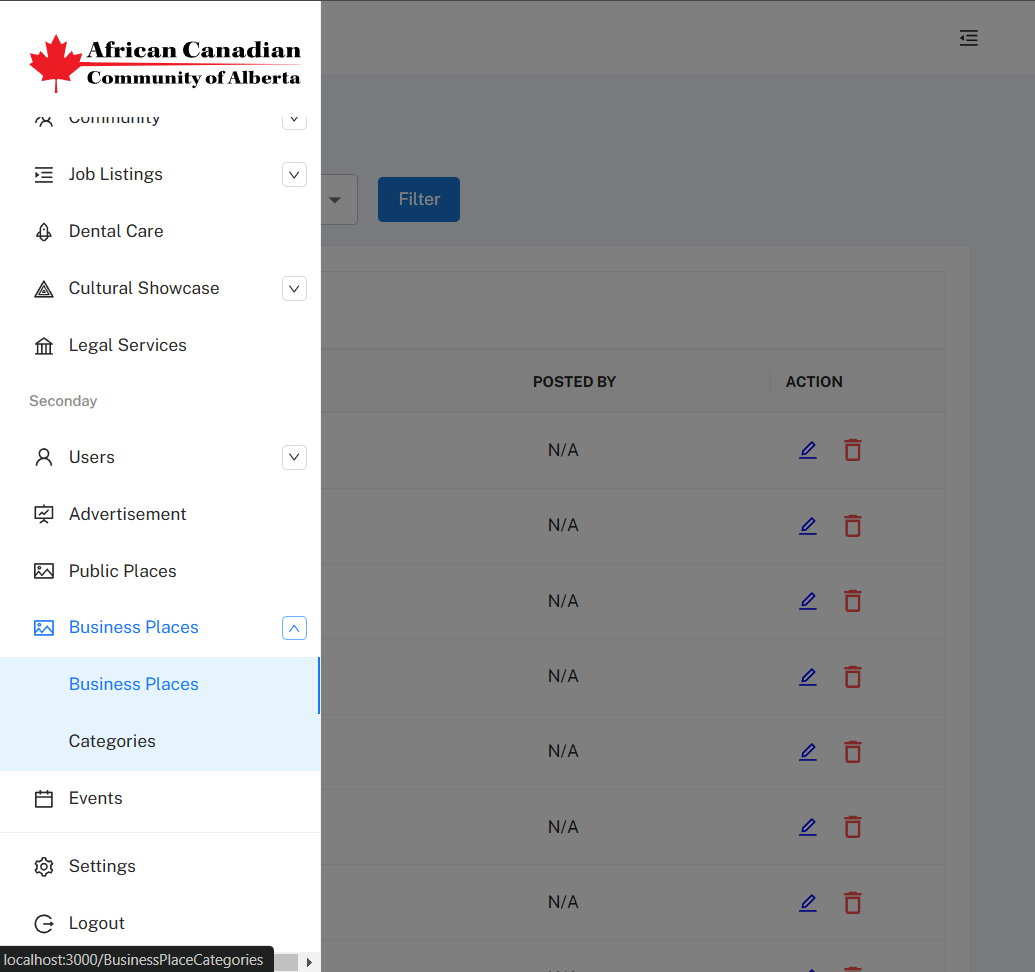 African Canadian
Community of Alberta
Community
Job Listings
Filter
Dental Care
Cultural Showcase
Legal Services
POSTED BY
ACTION
Seconday
Users
N/A
Advertisement
N/A
Public Places
N/A
Business Places
Business Places
N/A
Categories
N/A
Events
N/A
Settings
N/A
Logout
localhost:3000/BusinessPlaceCategories